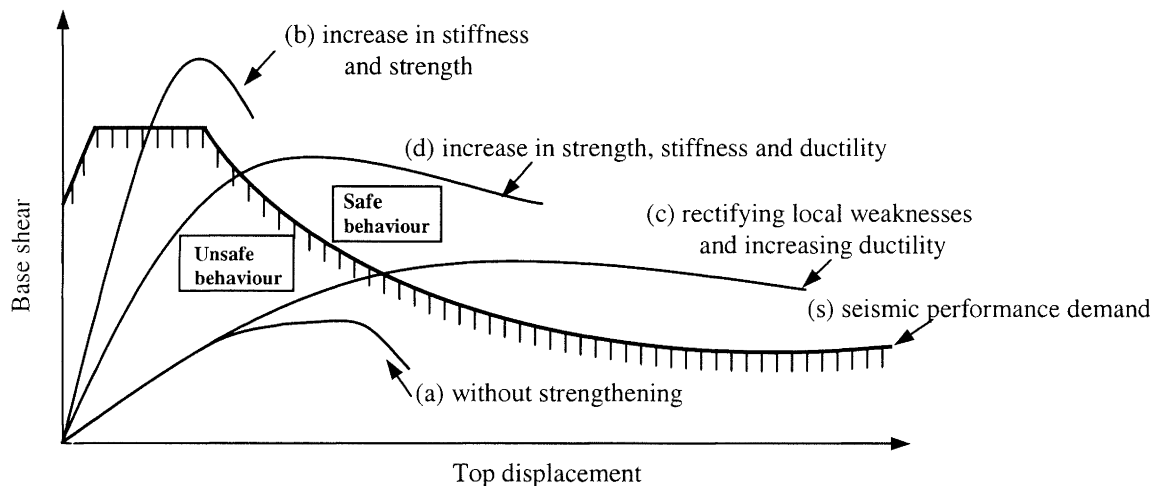 (b) increase in stiffness
and strength
(d) increase in strength, stiffness and ductility
Safe
behaviour
(c) rectifying local weaknesses
and increasing ductility
Unsafe
behaviour
Base shear
(s) seismic performance demand
(a) without strengthening
Top displacement